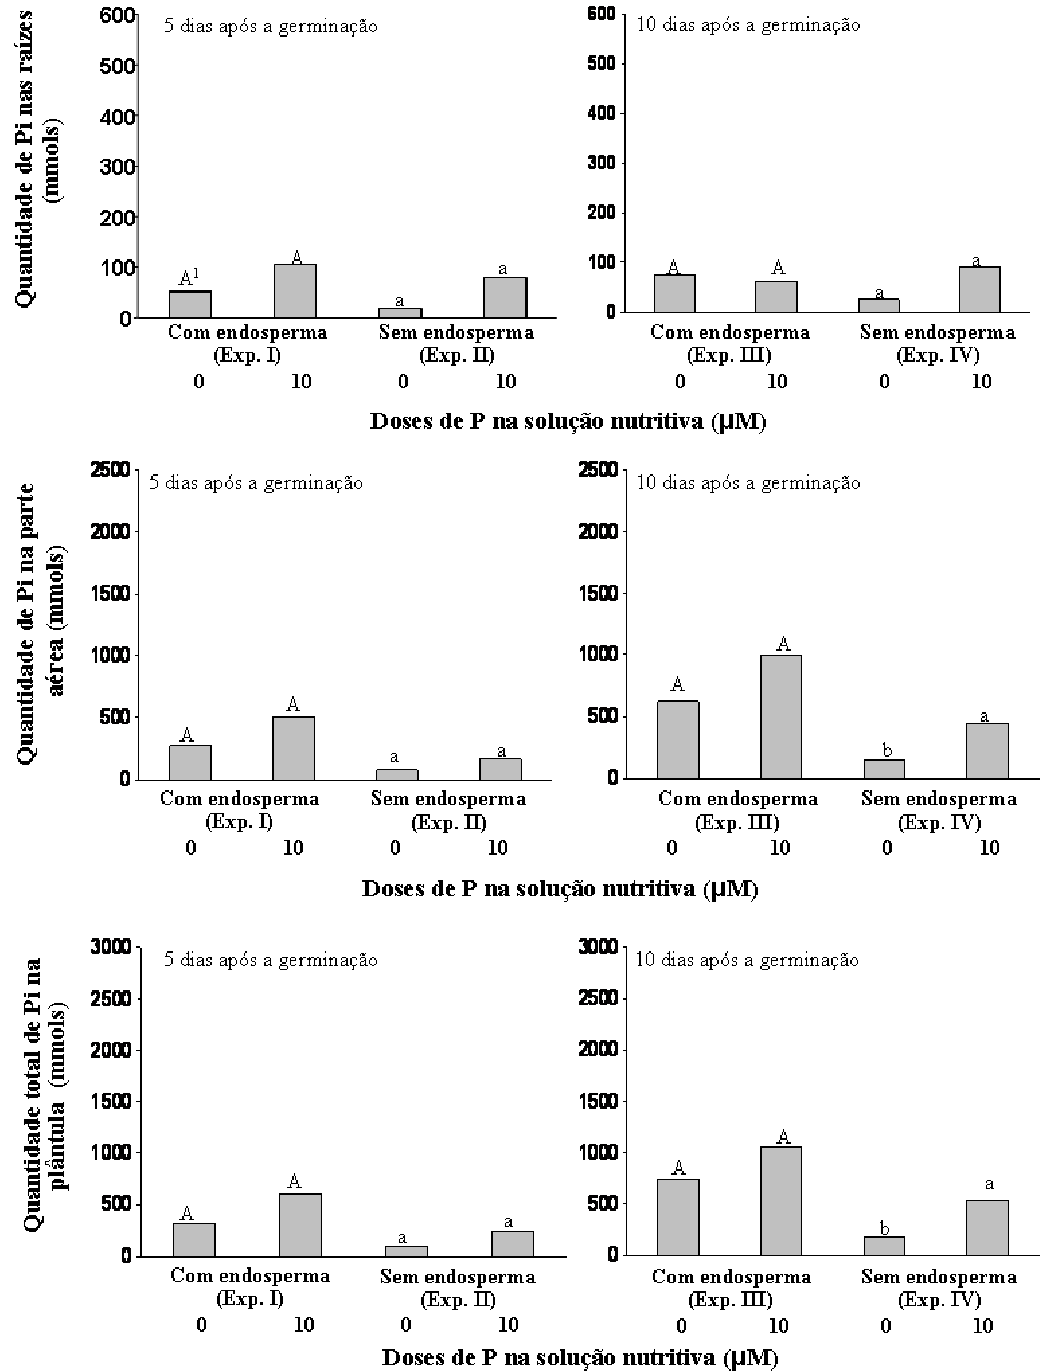 Quantidade de Pi nas raízes
(mmols)
5 dias após a germinação
600
500
400
300
200
100
0
A¹
A
a
a
Com endosperma
(Exp. I)
Sem endosperma
(Exp. II)
0
10
0
10
10 dias após a germinação
600
500
400
300
200
100
0
A
A
a
a
Com endosperma
(Exp. III)
Sem endosperma
(Exp. IV)
0
10
0
10
Doses de P na solução nutritiva (µM)
Quantidade de Pi na parte
aérea (mmols)
5 dias após a germinação
2500
2000
1500
1000
500
0
A
A
a
a
Com endosperma
(Exp. I)
Sem endosperma
(Exp. II)
0
10
0
10
10 dias após a germinação
2500
2000
1500
1000
500
0
A
A
b
a
Com endosperma
(Exp. III)
Sem endosperma
(Exp. IV)
0
10
0
10
Doses de P na solução nutritiva (µM)
Quantidade total de Pi na
plântula (mmols)
5 dias após a germinação
3000
2500
2000
1500
1000
500
0
A
A
a
a
Com endosperma
(Exp. I)
Sem endosperma
(Exp. II)
0
10
0
10
10 dias após a germinação
3000
2500
2000
1500
1000
500
0
A
A
b
a
Com endosperma
(Exp. III)
Sem endosperma
(Exp. IV)
0
10
0
10
Doses de P na solução nutritiva (µM)